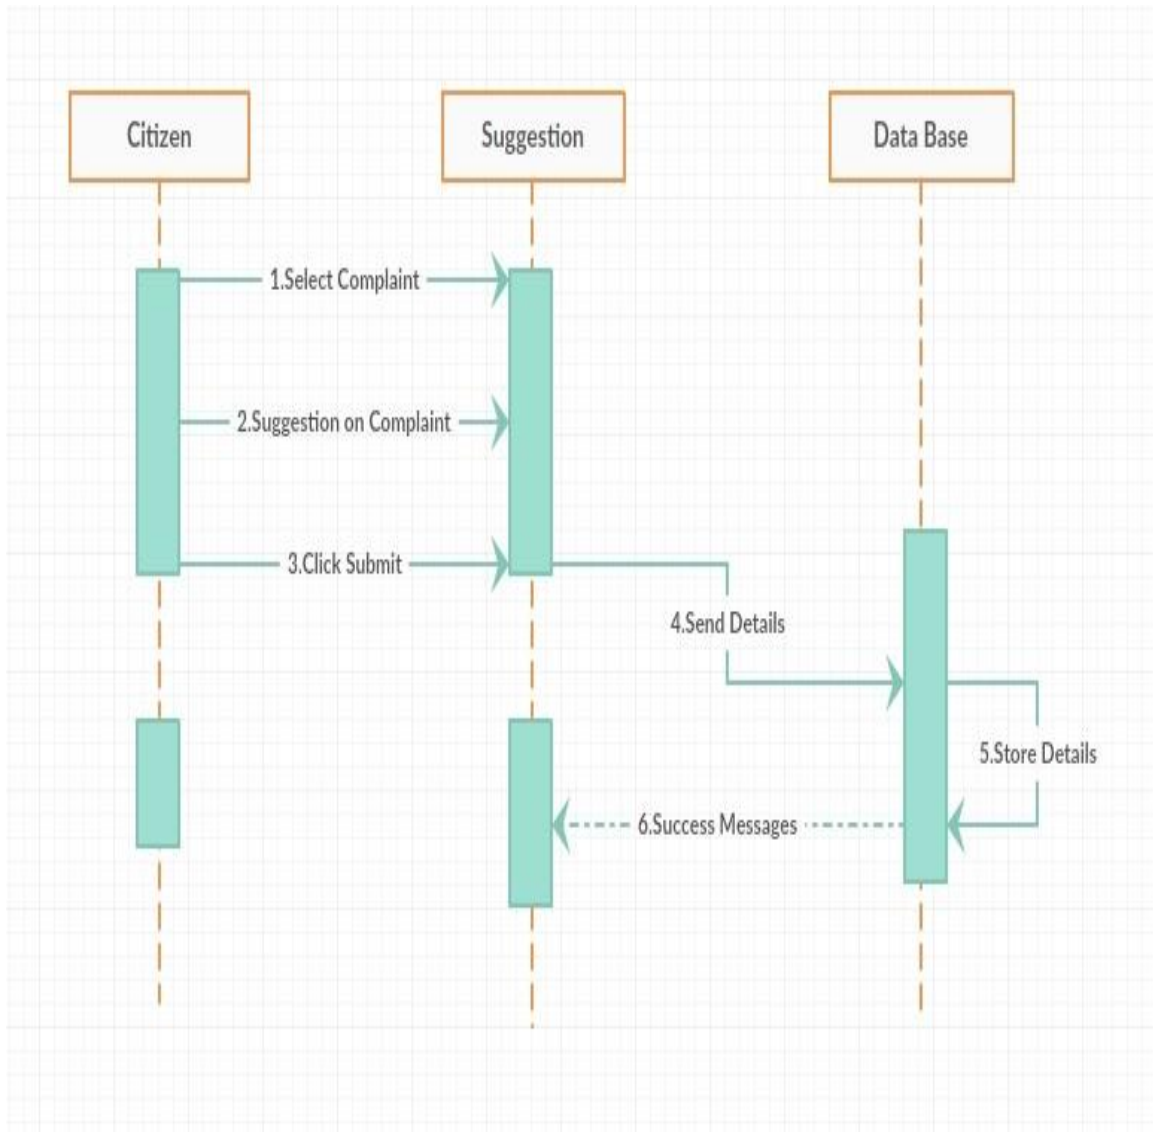 Citizen
Suggestion
Data Base
1.Select Complaint
2.Suggestion on Complaint
3.Click Submit
4.Send Details
5.Store Details
6.Success Messages